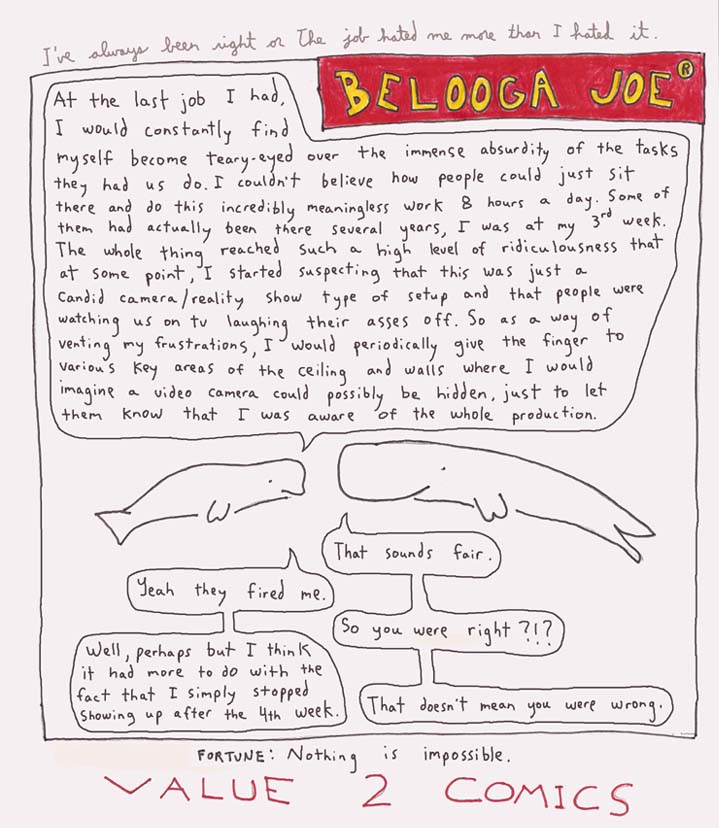 I've always been right or The job hated me more than I hated it.
BELOOGA JOE®
At the last job I had,
I would constantly find
myself become teary-eyed over the immense absurdity of the tasks
they had us do. I couldn't believe how people could just sit
there and do this incredibly meaningless work 8 hours a day. Some of
them had actually been there several years, I was at my 3rd week.
The whole thing reached such a high level of ridiculousness that
at some point, I started suspecting that this was just a
candid camera/reality show type of setup and that people were
watching us on tv laughing their asses off. So as a way of
venting my frustrations, I would periodically give the finger to
various key areas of the ceiling and walls where I would
imagine a video camera could possibly be hidden, just to let
them know that I was aware of the whole production.
That sounds fair.
Yeah they fired me.
So you were right ?!?
Well, perhaps but I think
it had more to do with the
fact that I simply stopped
showing up after the 4th week.
That doesn't mean you were wrong.
FORTUNE: Nothing is impossible.
VALUE 2 COMICS